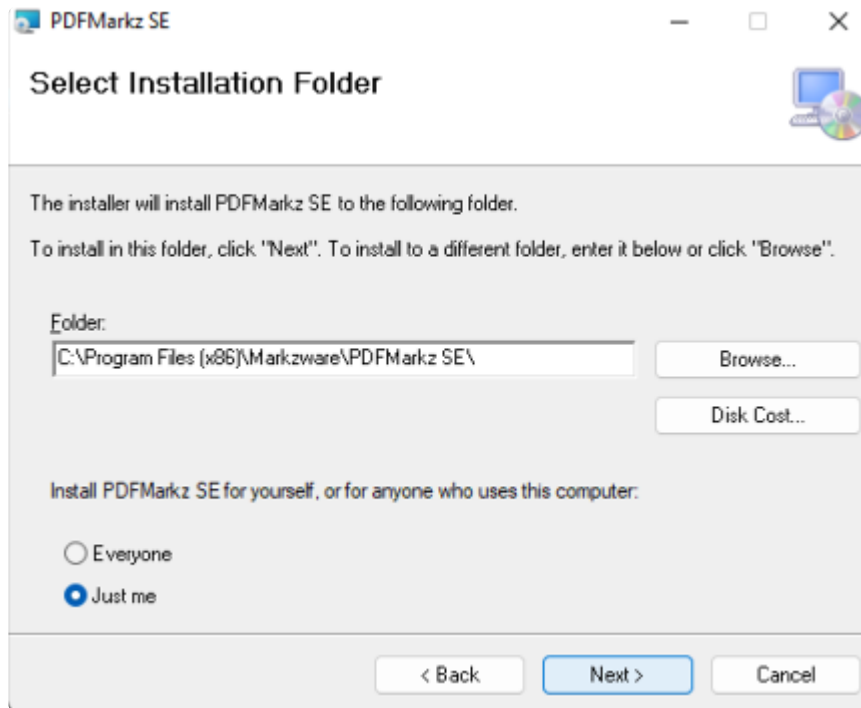 PDFMarkz SE
Select Installation Folder
The installer will install PDFMarkz SE to the following folder.
To install in this folder, click "Next". To install to a different folder, enter it below or click "Browse".
Folder:
C:\Program Files (x86)\Markzware\PDFMarkz SE\
Browse...
Disk Cost...
Install PDFMarkz SE for yourself, or for anyone who uses this computer:
Everyone
Just me
< Back
Next >
Cancel